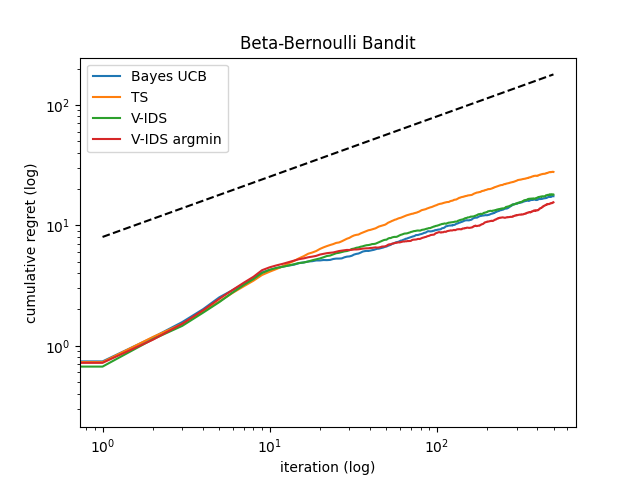 Beta-Bernoulli Bandit
Bayes UCB
TS
V-IDS
V-IDS argmin
cumulative regret (log)
10²
10¹
10⁰
10⁰ 10¹ 10²
iteration (log)